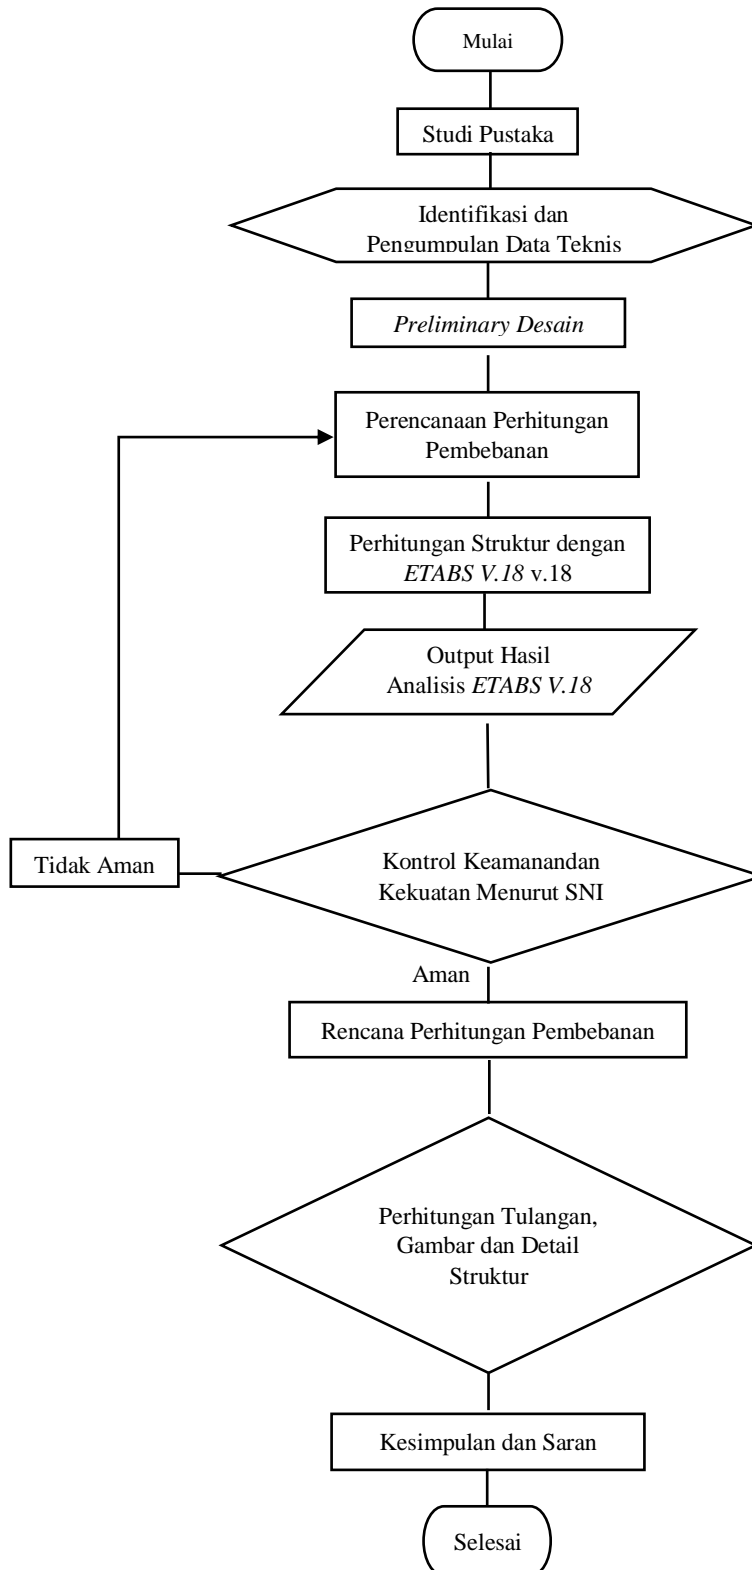 Mulai
Studi Pustaka
Identifikasi dan
Pengumpulan Data Teknis
Preliminary Desain
Perencanaan Perhitungan
Pembebanan
Perhitungan Struktur dengan
ETABS V.18 v.18
Output Hasil
Analisis ETABS V.18
Tidak Aman
Kontrol Keamanandan
Kekuatan Menurut SNI
Aman
Rencana Perhitungan Pembebanan
Perhitungan Tulangan,
Gambar dan Detail
Struktur
Kesimpulan dan Saran
Selesai